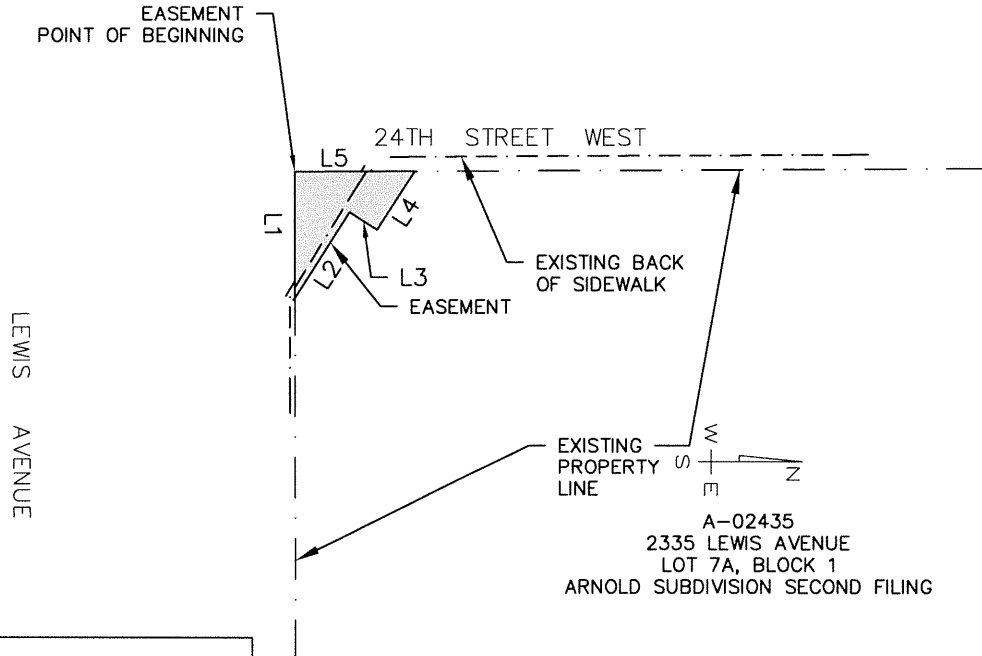 EASEMENT
POINT OF BEGINNING
24TH STREET WEST
L5
L1
L4
L3
L2
EASEMENT
EXISTING BACK
OF SIDEWALK
LEWIS AVENUE
EXISTING
PROPERTY
LINE
W
S
N
E
A-02435
2335 LEWIS AVENUE
LOT 7A, BLOCK 1
ARNOLD SUBDIVISION SECOND FILING